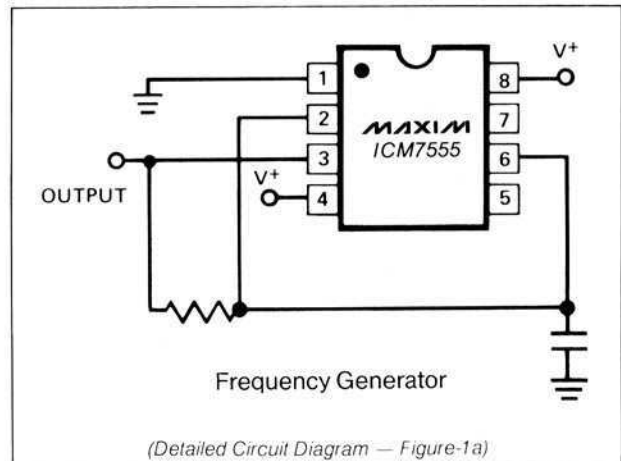 V+
1 8
2 MAXIM 7
ICM7555
3 6
OUTPUT V+
4 5
Frequency Generator
(Detailed Circuit Diagram — Figure-1a)